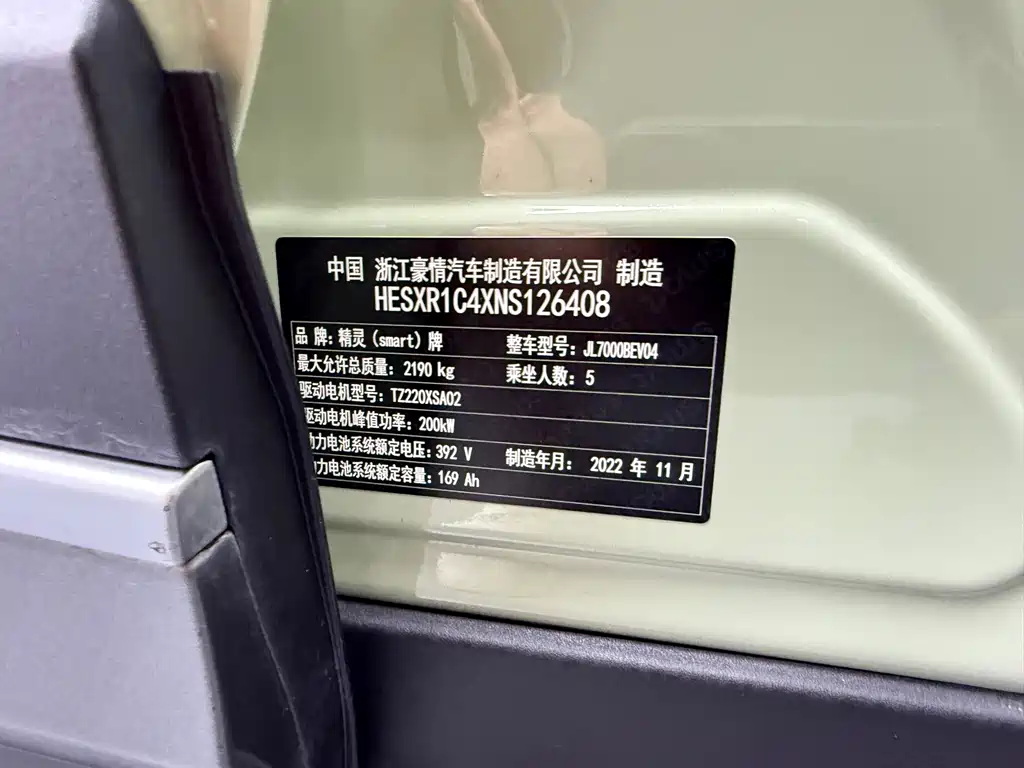 中国 浙江豪情汽车制造有限公司 制造
HESXR1C4XNS126408
品 牌：精灵（smart）牌 整车型号：JL7000BEV04
最大允许总质量：2190 kg 乘坐人数：5
驱动电机型号：TZ220XSA02
驱动电机峰值功率：200kW
力电池系统额定电压：392 V 制造年月： 2022 年 11 月
力电池系统额定容量：169 Ah